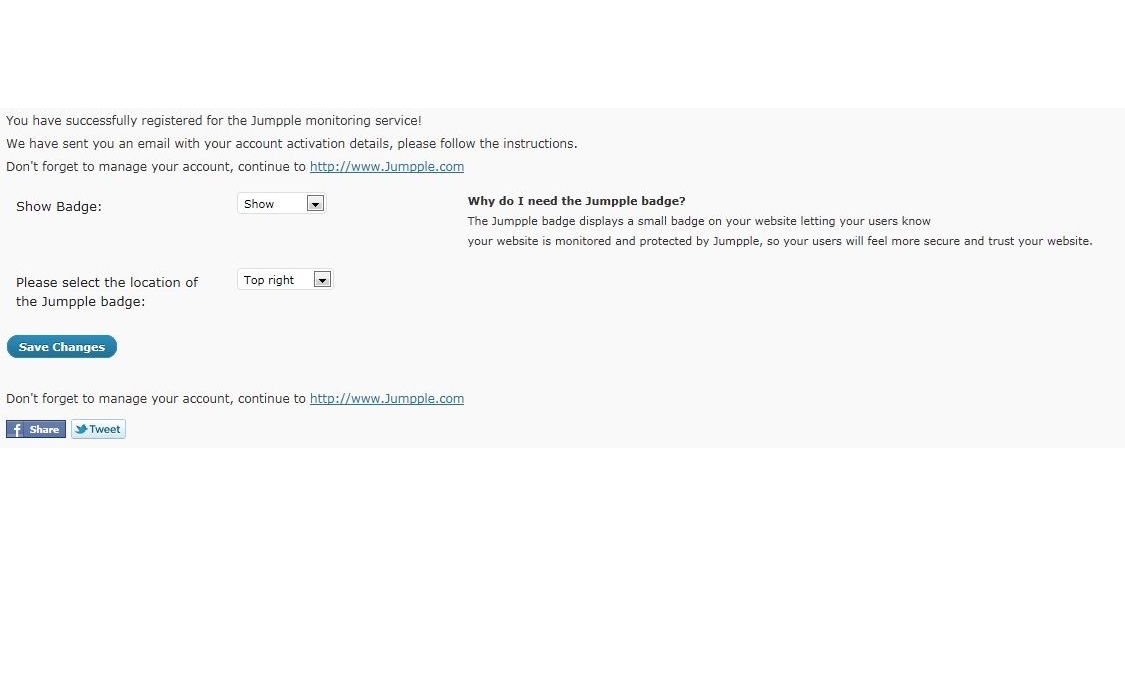 You have successfully registered for the Jumpple monitoring service!
We have sent you an email with your account activation details, please follow the instructions.
Don't forget to manage your account, continue to http://www.Jumpple.com
Show Badge:
Show
Why do I need the Jumpple badge?
The Jumpple badge displays a small badge on your website letting your users know
your website is monitored and protected by Jumpple, so your users will feel more secure and trust your website.
Please select the location of
the Jumpple badge:
Top right
Save Changes
Don't forget to manage your account, continue to http://www.Jumpple.com
f Share
Tweet